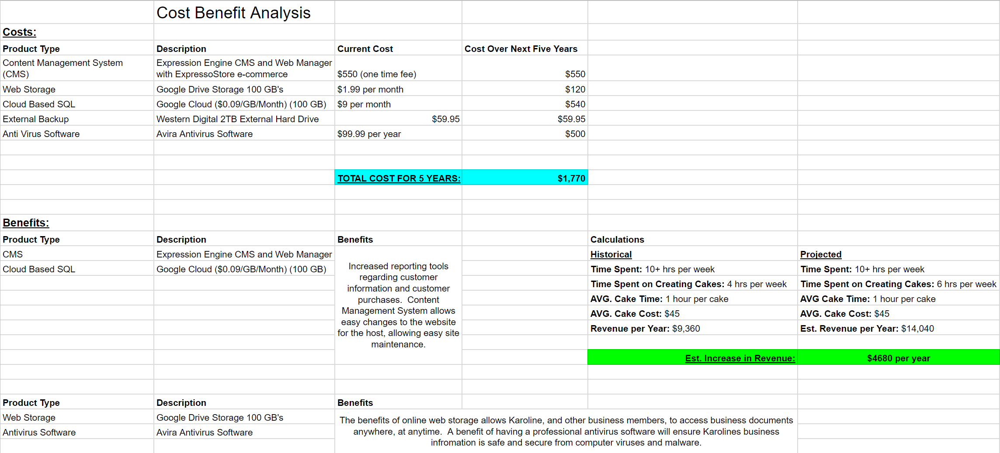 Cost Benefit Analysis
Costs:
Product Type Description Current Cost Cost Over Next Five Years
Content Management System (CMS) Expression Engine CMS and Web Manager with ExpressoStore e-commerce $550 (one time fee) $550
Web Storage Google Drive Storage 100 GB's $1.99 per month $120
Cloud Based SQL Google Cloud ($0.09/GB/Month) (100 GB) $9 per month $540
External Backup Western Digital 2TB External Hard Drive $59.95 $59.95
Anti Virus Software Avira Antivirus Software $99.99 per year $500
TOTAL COST FOR 5 YEARS: $1,770
Benefits:
Product Type Description Benefits Calculations
CMS Expression Engine CMS and Web Manager Historical Projected
Cloud Based SQL Google Cloud ($0.09/GB/Month) (100 GB)
Increased reporting tools
regarding customer
information and customer
purchases.  Content
Management System allows
easy changes to the website
for the host, allowing easy site
maintenance.
Time Spent: 10+ hrs per week Time Spent: 10+ hrs per week
Time Spent on Creating Cakes: 4 hrs per week Time Spent on Creating Cakes: 6 hrs per week
AVG. Cake Time: 1 hour per cake AVG Cake Time: 1 hour per cake
AVG. Cake Cost: $45 AVG. Cake Cost: $45
Revenue per Year: $9,360 Est. Revenue per Year: $14,040
Est. Increase in Revenue: $4680 per year
Product Type Description Benefits
Web Storage Google Drive Storage 100 GB's
Antivirus Software Avira Antivirus Software
The benefits of online web storage allows Karoline, and other business members, to access business documents
anywhere, at anytime.  A benefit of having a professional antivirus software will ensure Karolines business
infromation is safe and secure from computer viruses and malware.